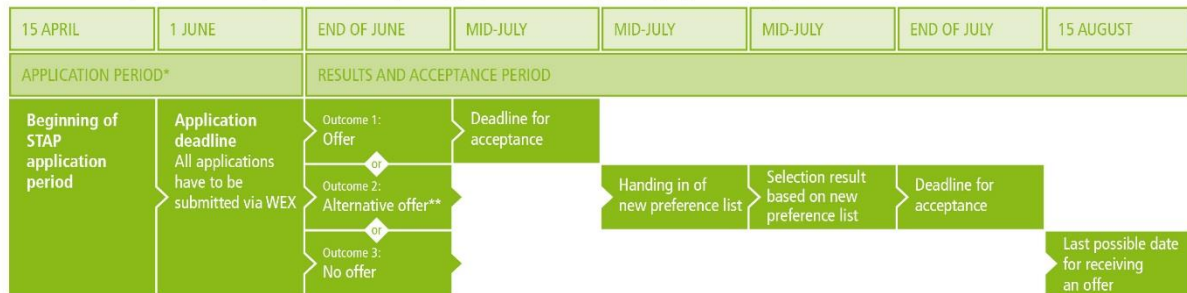 15 APRIL
1 JUNE
END OF JUNE
MID-JULY
MID-JULY
MID-JULY
END OF JULY
15 AUGUST
APPLICATION PERIOD*
RESULTS AND ACCEPTANCE PERIOD
Beginning of
STAP
application
period
Application
deadline
All applications
have to be
submitted via WEX
Outcome 1:
Offer
or
Outcome 2:
Alternative offer**
or
Outcome 3:
No offer
Deadline for
acceptance
Handing in of
new preference list
Selection result
based on new
preference list
Deadline for
acceptance
Last possible date
for receiving
an offer